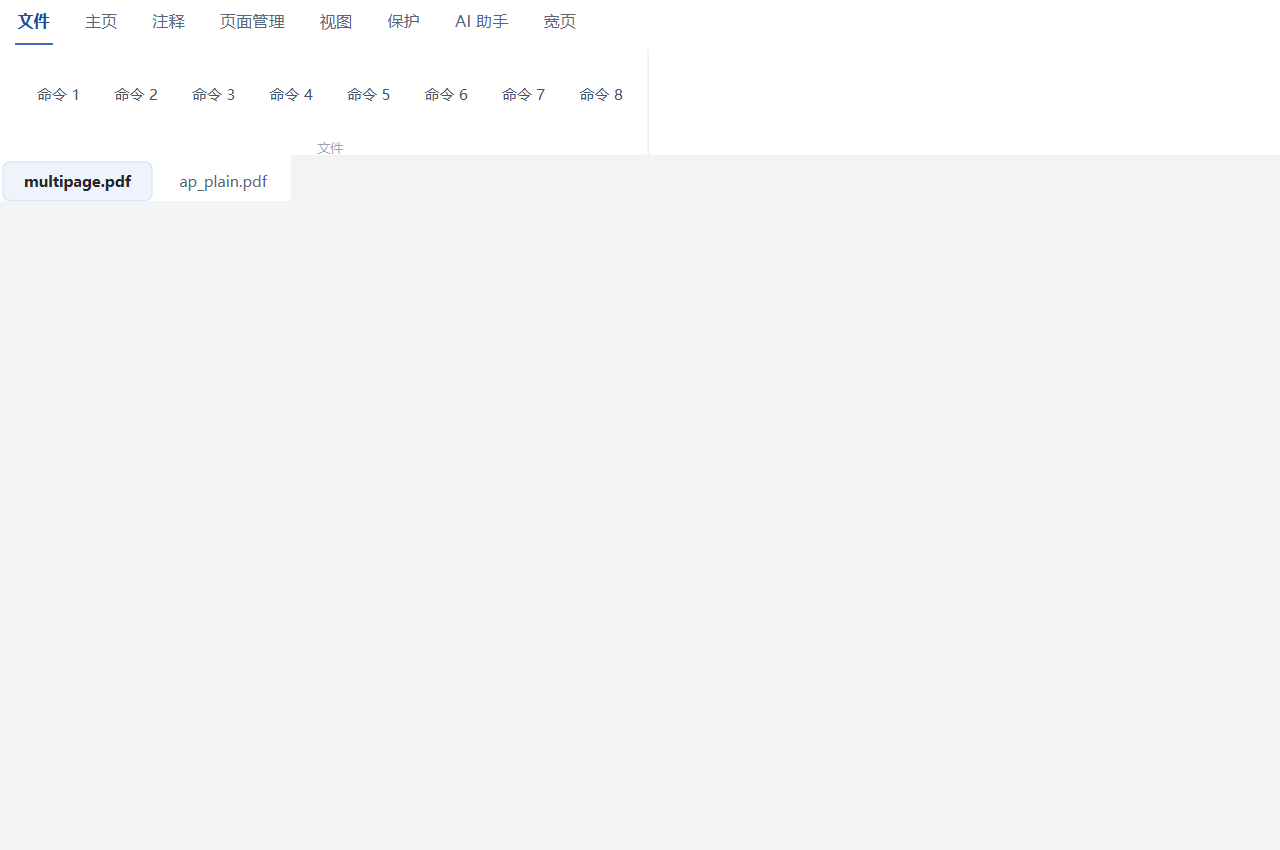 文件 主页 注释 页面管理 视图 保护 AI 助手 宽页
命令 1 命令 2 命令 3 命令 4 命令 5 命令 6 命令 7 命令 8
文件
multipage.pdf ap_plain.pdf